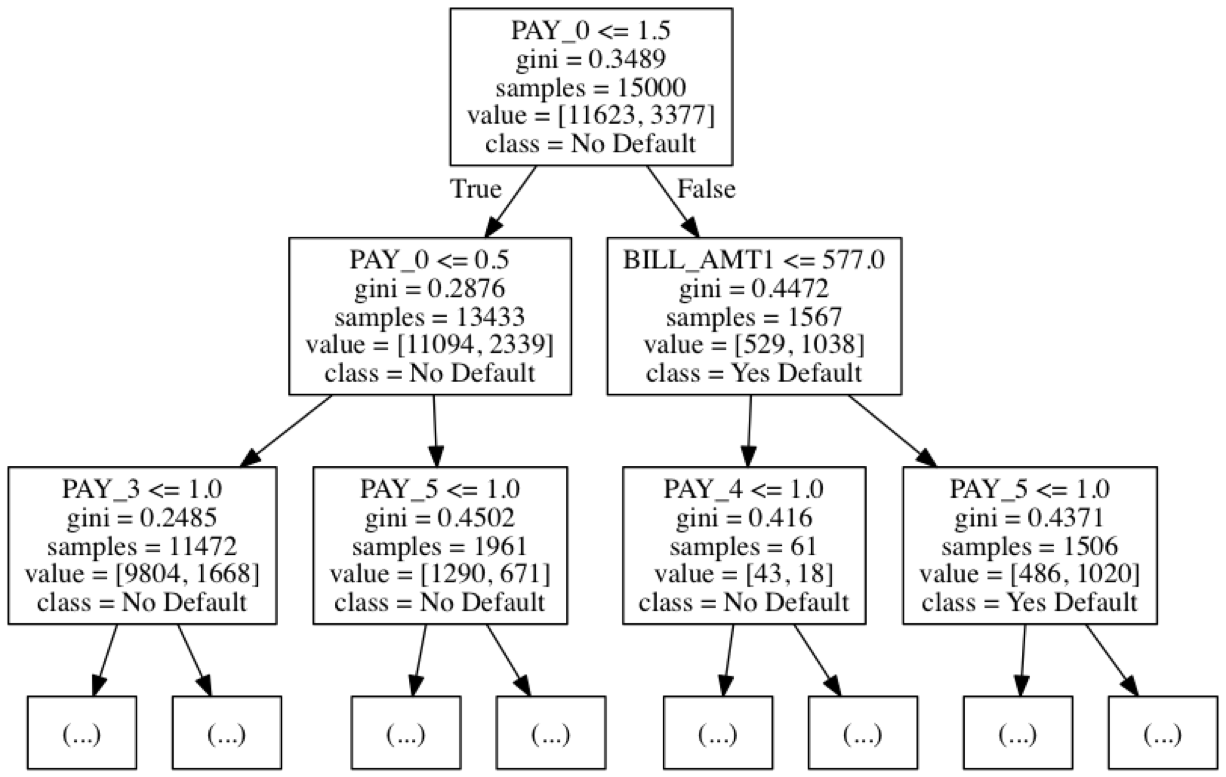 PAY_0 <= 1.5
gini = 0.3489
samples = 15000
value = [11623, 3377]
class = No Default
True
False
PAY_0 <= 0.5
gini = 0.2876
samples = 13433
value = [11094, 2339]
class = No Default
BILL_AMT1 <= 577.0
gini = 0.4472
samples = 1567
value = [529, 1038]
class = Yes Default
PAY_3 <= 1.0
gini = 0.2485
samples = 11472
value = [9804, 1668]
class = No Default
PAY_5 <= 1.0
gini = 0.4502
samples = 1961
value = [1290, 671]
class = No Default
PAY_4 <= 1.0
gini = 0.416
samples = 61
value = [43, 18]
class = No Default
PAY_5 <= 1.0
gini = 0.4371
samples = 1506
value = [486, 1020]
class = Yes Default
(...)
(...)
(...)
(...)
(...)
(...)
(...)
(...)